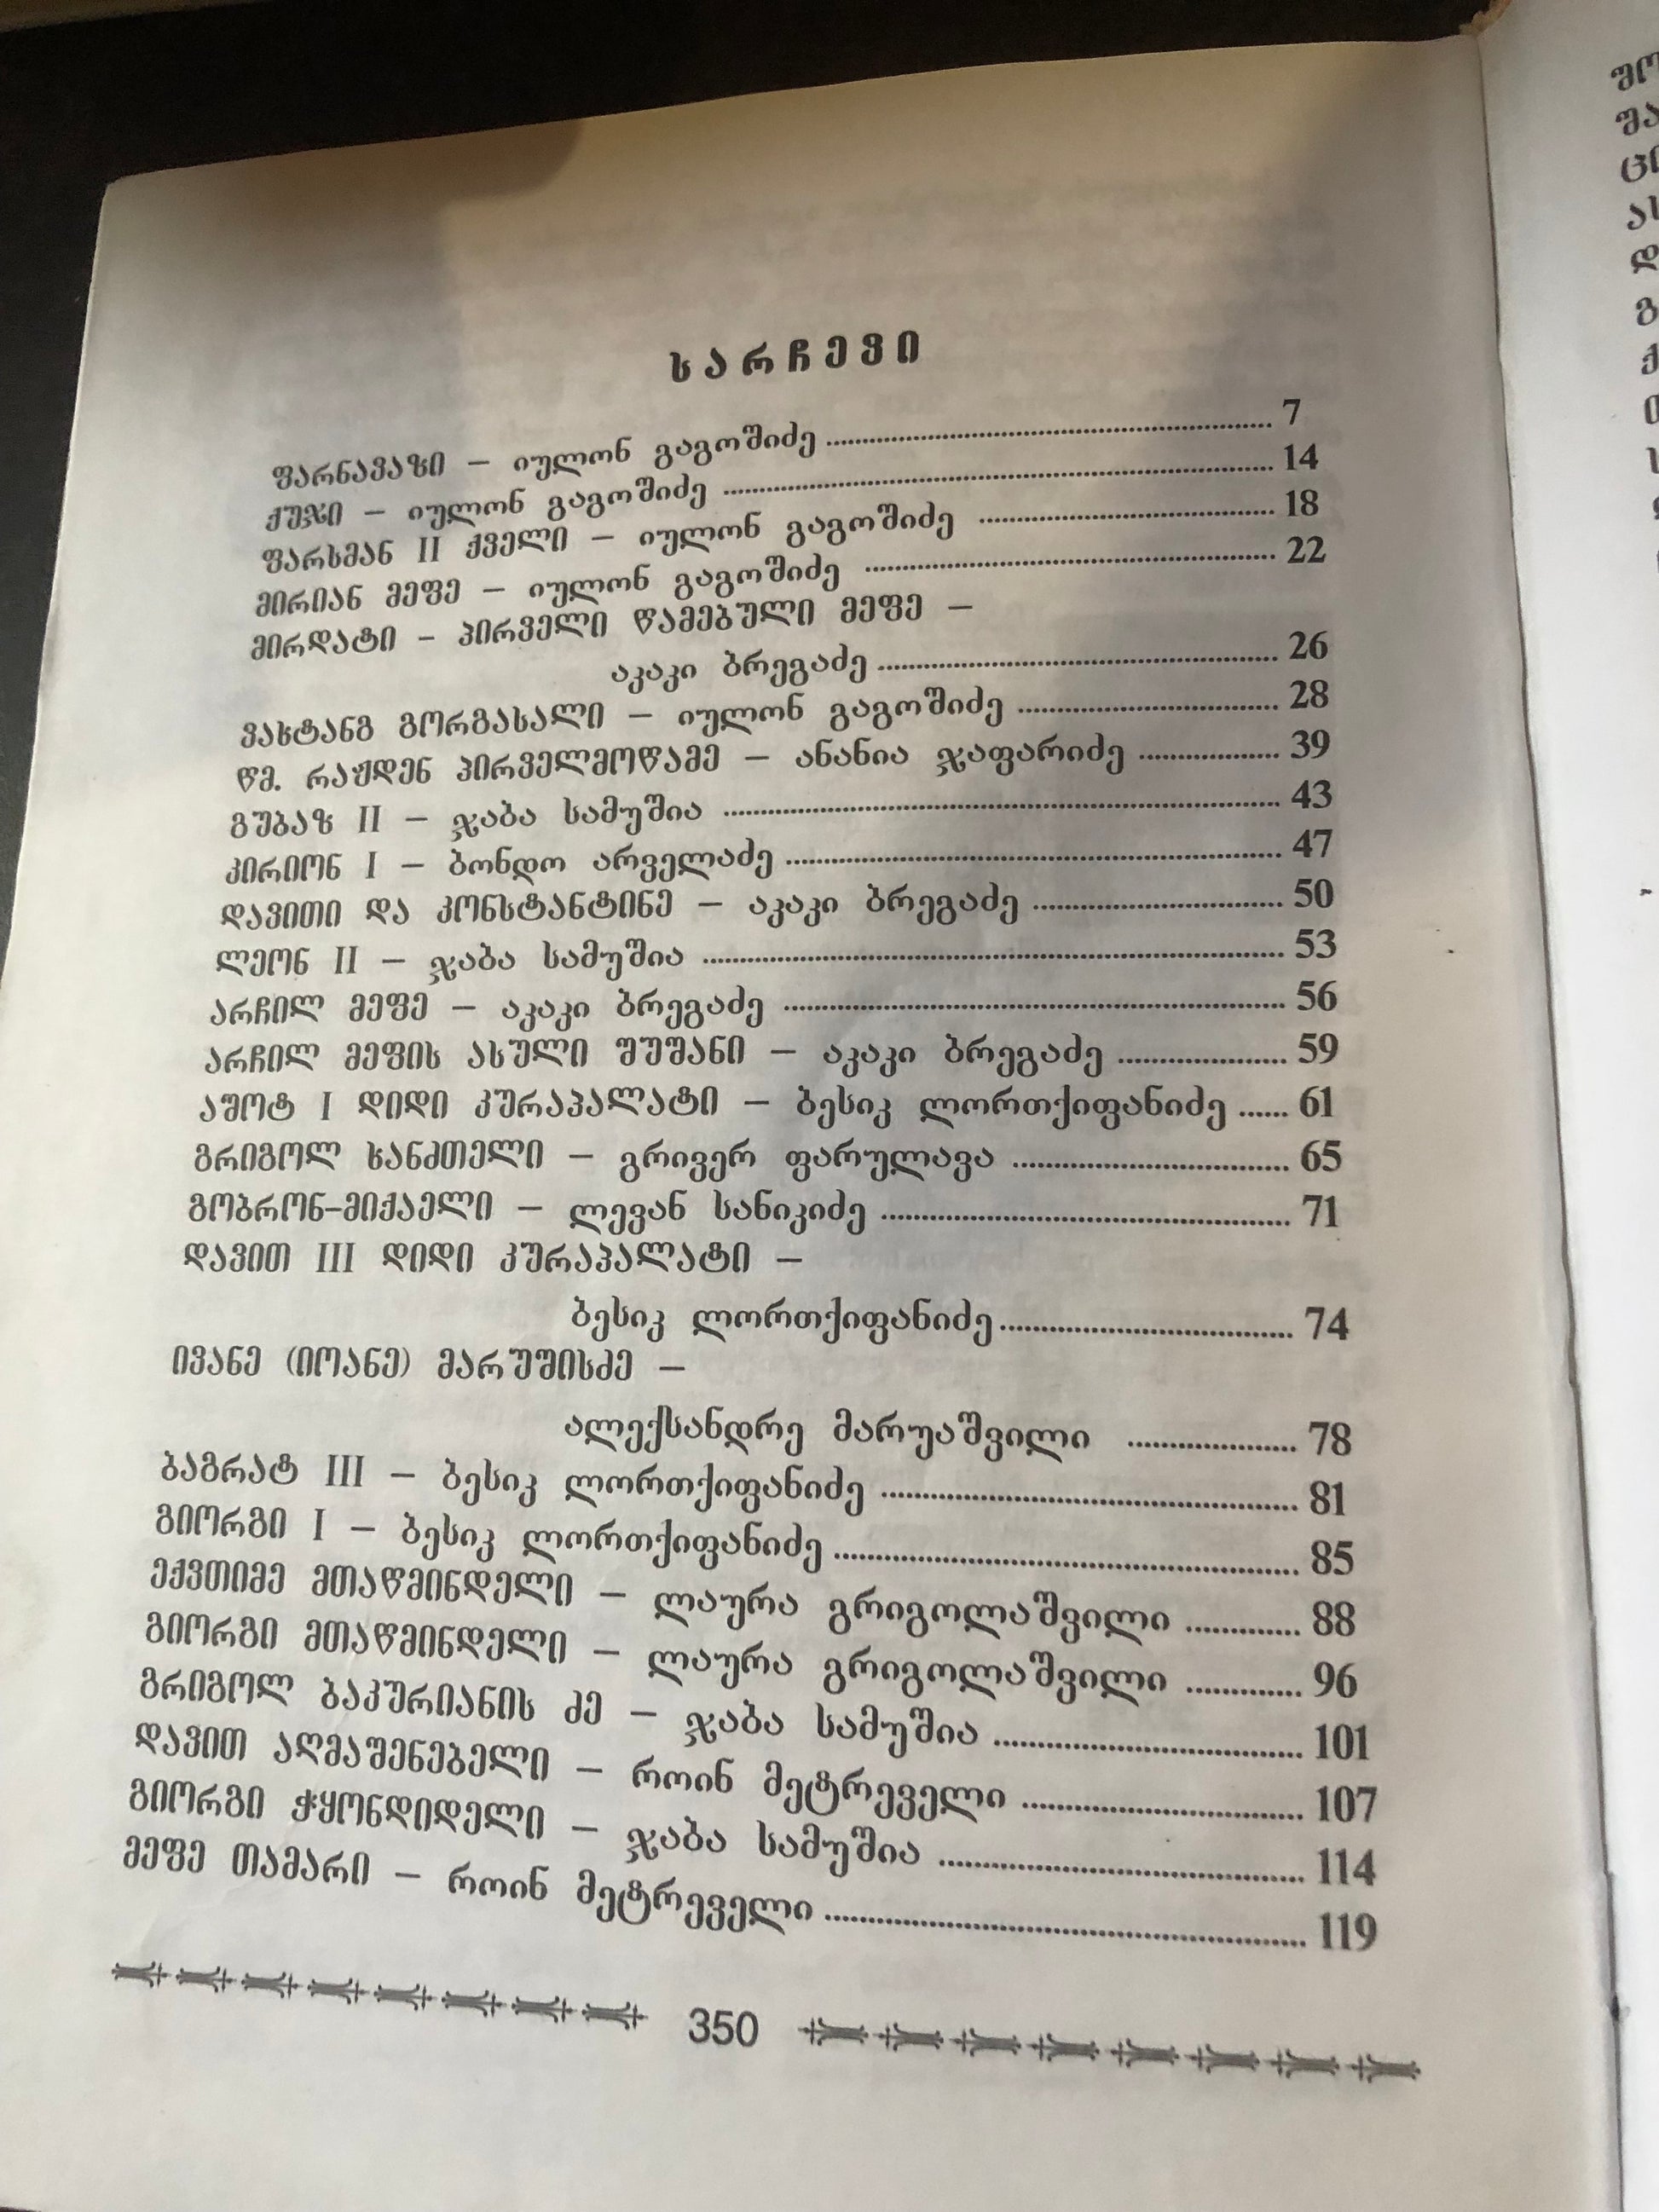 სარჩევი
ფარნავაზი – იულონ გაგოშიძე ........ 7
ქუჯი – იულონ გაგოშიძე ........ 14
ფარსმან II ქველი – იულონ გაგოშიძე ........ 18
მირიან მეფე – იულონ გაგოშიძე ........ 22
მირდატი – პირველი წამებული მეფე –
აკაკი ბრეგაძე ........ 26
ვახტანგ გორგასალი – იულონ გაგოშიძე ........ 28
წმ. რაჟდენ პირველმოწამე – ანანია ჯაფარიძე ........ 39
გუბაზ II – ჯაბა სამუშია ........ 43
კირიონ I – ბონდო არველაძე ........ 47
დავითი და კონსტანტინე – აკაკი ბრეგაძე ........ 50
ლეონ II – ჯაბა სამუშია ........ 53
არჩილ მეფე – აკაკი ბრეგაძე ........ 56
არჩილ მეფის ასული შუშანი – აკაკი ბრეგაძე ........ 59
აშოტ I დიდი კურაპალატი – ბესიკ ლორთქიფანიძე ...... 61
გრიგოლ ხანძთელი – გრივერ ფარულავა ........ 65
გობრონ-მიქაელი – ლევან სანიკიძე ........ 71
დავით III დიდი კურაპალატი –
ბესიკ ლორთქიფანიძე ........ 74
ივანე (იოანე) მარუშისძე –
ალექსანდრე მარუაშვილი ........ 78
ბაგრატ III – ბესიკ ლორთქიფანიძე ........ 81
გიორგი I – ბესიკ ლორთქიფანიძე ........ 85
ექვთიმე მთაწმინდელი – ლაურა გრიგოლაშვილი ........ 88
გიორგი მთაწმინდელი – ლაურა გრიგოლაშვილი ........ 96
გრიგოლ ბაკურიანის ძე – ჯაბა სამუშია ........ 101
დავით აღმაშენებელი – როინ მეტრეველი ........ 107
გიორგი ჭყონდიდელი – ჯაბა სამუშია ........ 114
მეფე თამარი – როინ მეტრეველი ........ 119
350